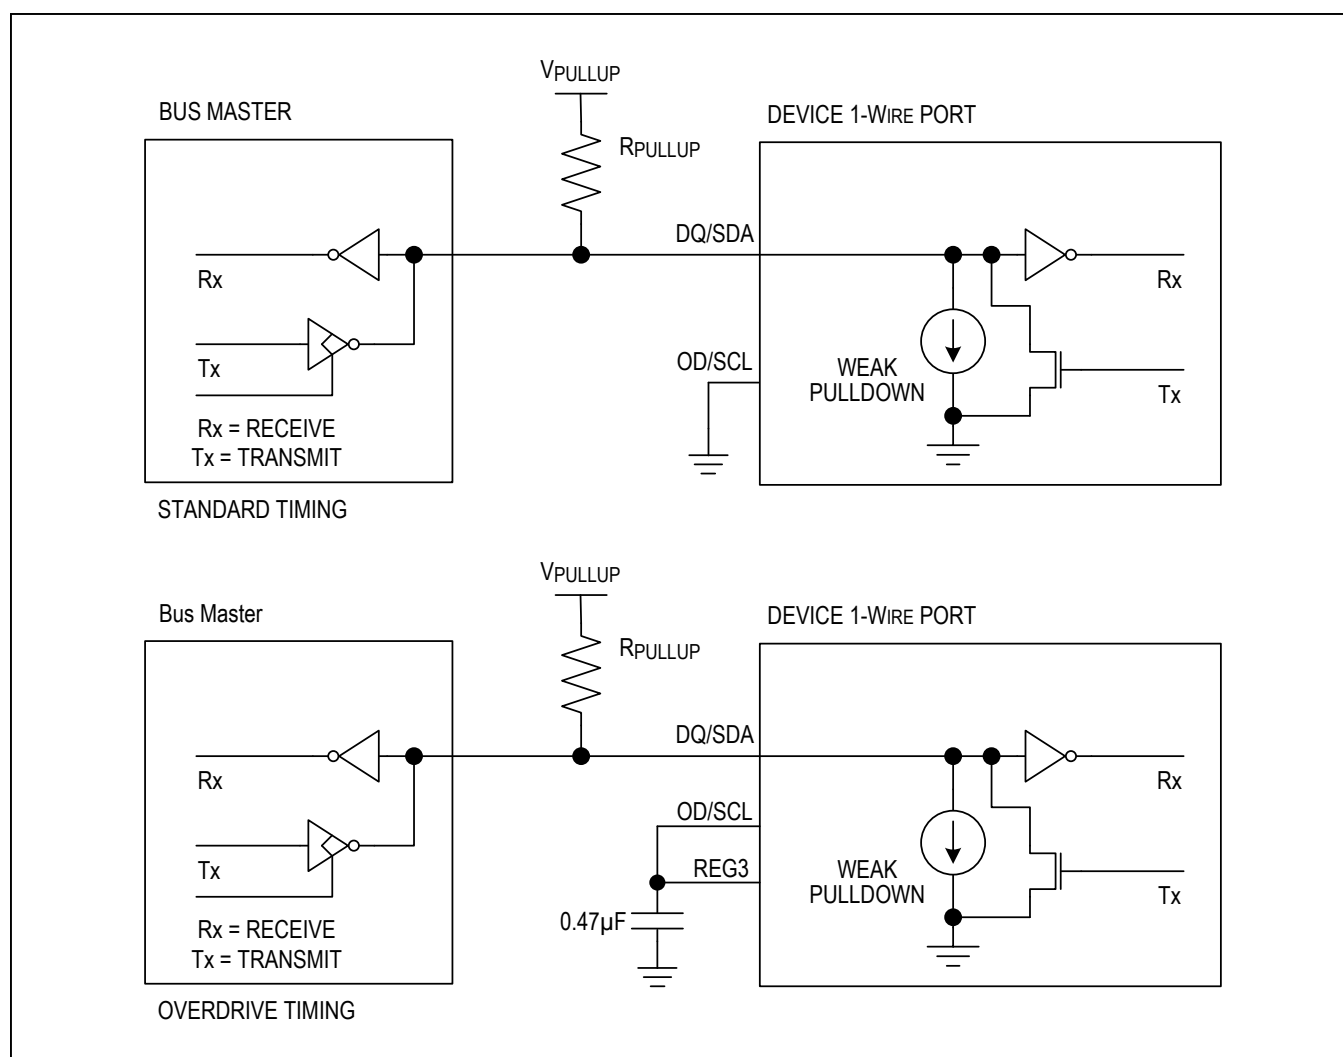 VPULLUP
BUS MASTER
DEVICE 1-WIRE PORT
RPULLUP
DQ/SDA
Rx
Rx
Tx
OD/SCL
WEAK
PULLDOWN
Tx
Rx = RECEIVE
Tx = TRANSMIT
STANDARD TIMING
VPULLUP
Bus Master
DEVICE 1-WIRE PORT
RPULLUP
DQ/SDA
Rx
Rx
OD/SCL
Tx
REG3
WEAK
PULLDOWN
Tx
0.47µF
Rx = RECEIVE
Tx = TRANSMIT
OVERDRIVE TIMING